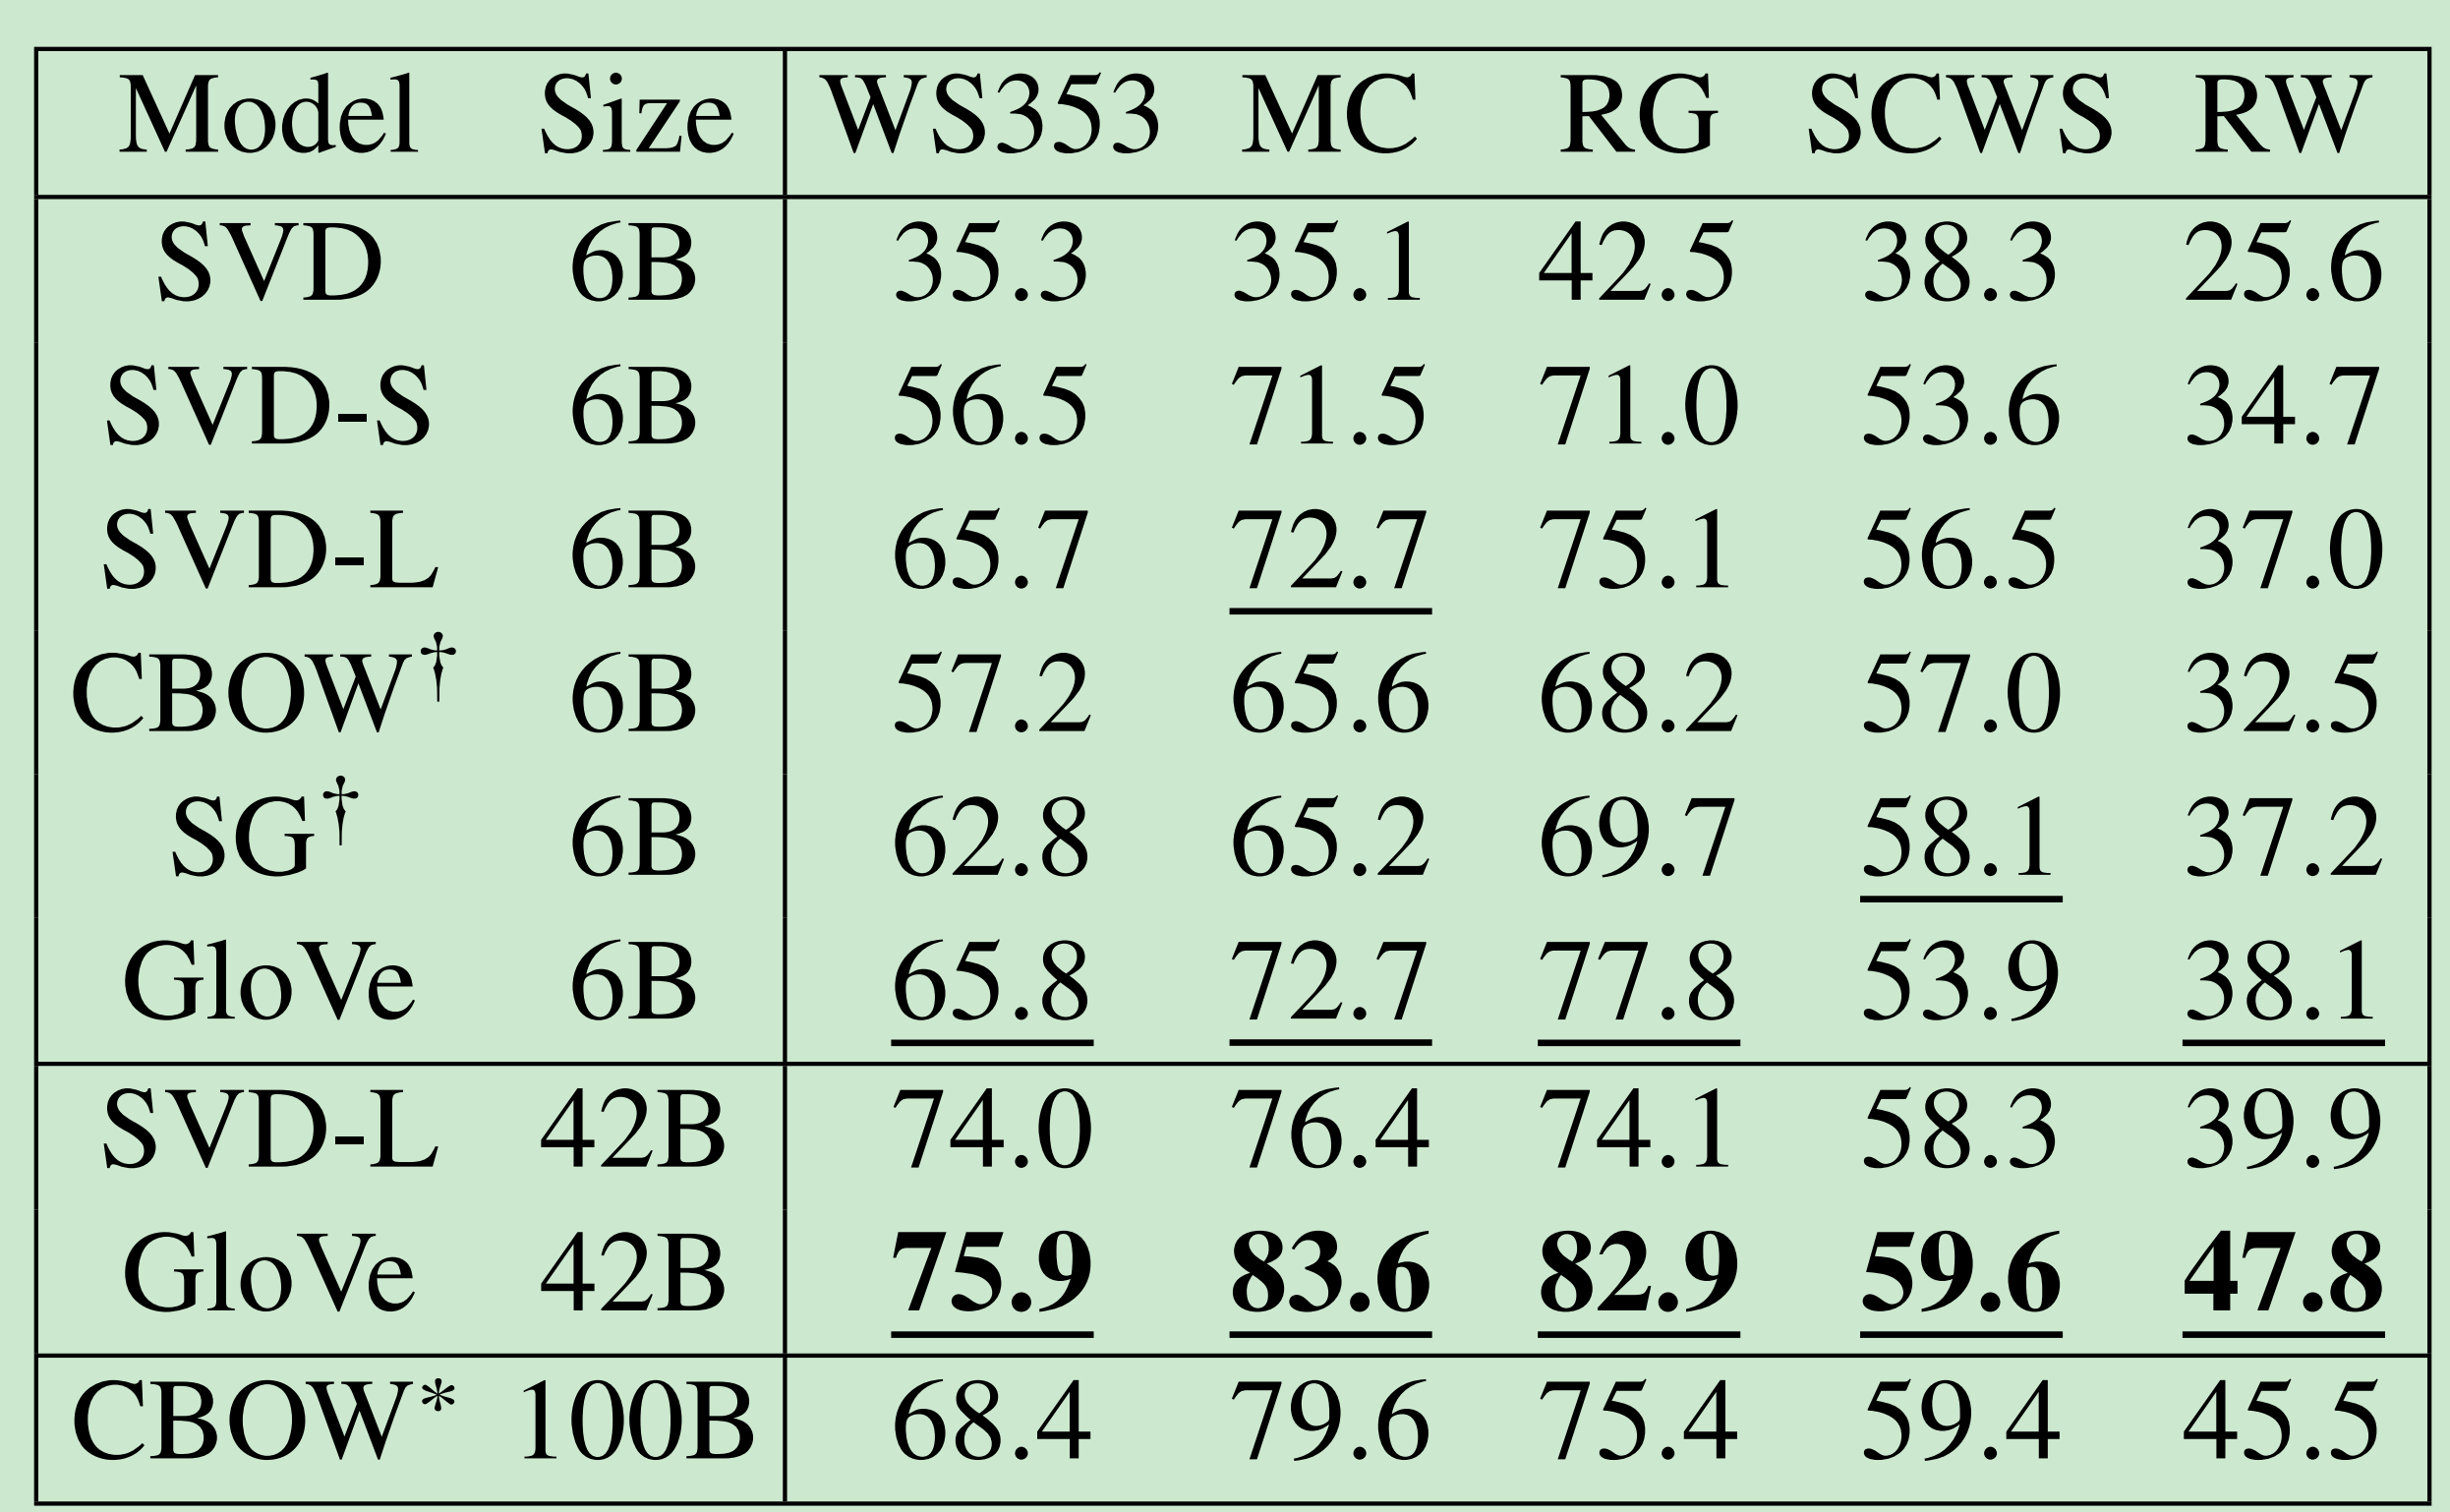 Model Size WS353 MC RG SCWS RW
SVD 6B 35.3 35.1 42.5 38.3 25.6
SVD-S 6B 56.5 71.5 71.0 53.6 34.7
SVD-L 6B 65.7 72.7 75.1 56.5 37.0
CBOW† 6B 57.2 65.6 68.2 57.0 32.5
SG† 6B 62.8 65.2 69.7 58.1 37.2
GloVe 6B 65.8 72.7 77.8 53.9 38.1
SVD-L 42B 74.0 76.4 74.1 58.3 39.9
GloVe 42B 75.9 83.6 82.9 59.6 47.8
CBOW* 100B 68.4 79.6 75.4 59.4 45.5